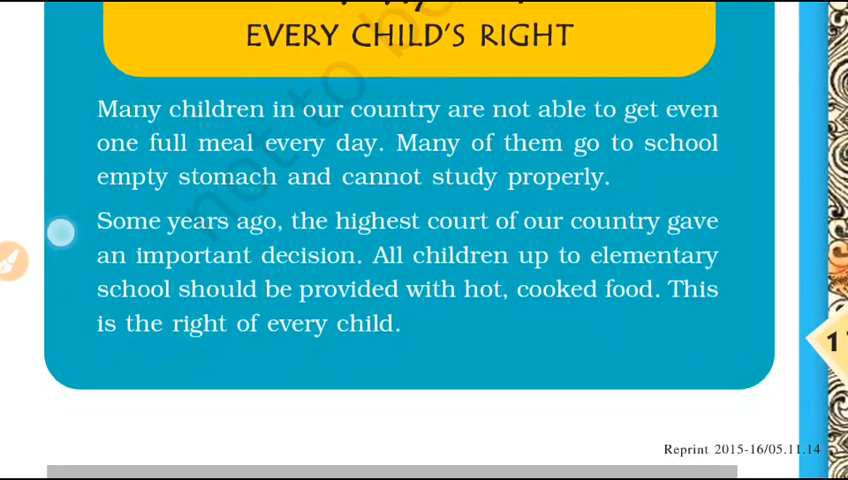 EVERY CHILD'S RIGHT
Many children in our country are not able to get even
one full meal every day. Many of them go to school
empty stomach and cannot study properly.
Some years ago, the highest court of our country gave
an important decision. All children up to elementary
school should be provided with hot, cooked food. This
is the right of every child.
not to be
Reprint 2015-16/05.11.14